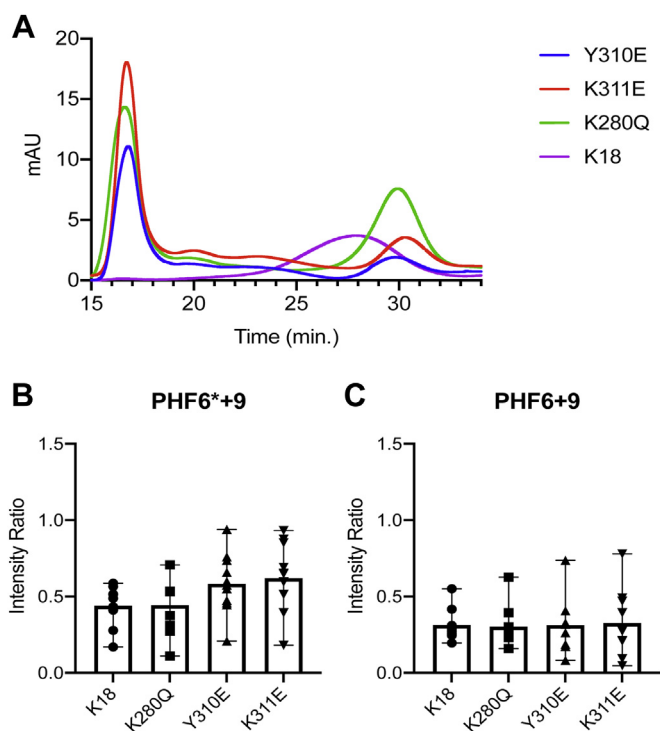 A
20
15
10
5
0
mAU
15 20 25 30
Time (min.)
Y310E
K311E
K280Q
K18
B
PHF6*+9
1.5
1.0
0.5
0.0
Intensity Ratio
K18 K280Q Y310E K311E
C
PHF6+9
1.5
1.0
0.5
0.0
Intensity Ratio
K18 K280Q Y310E K311E